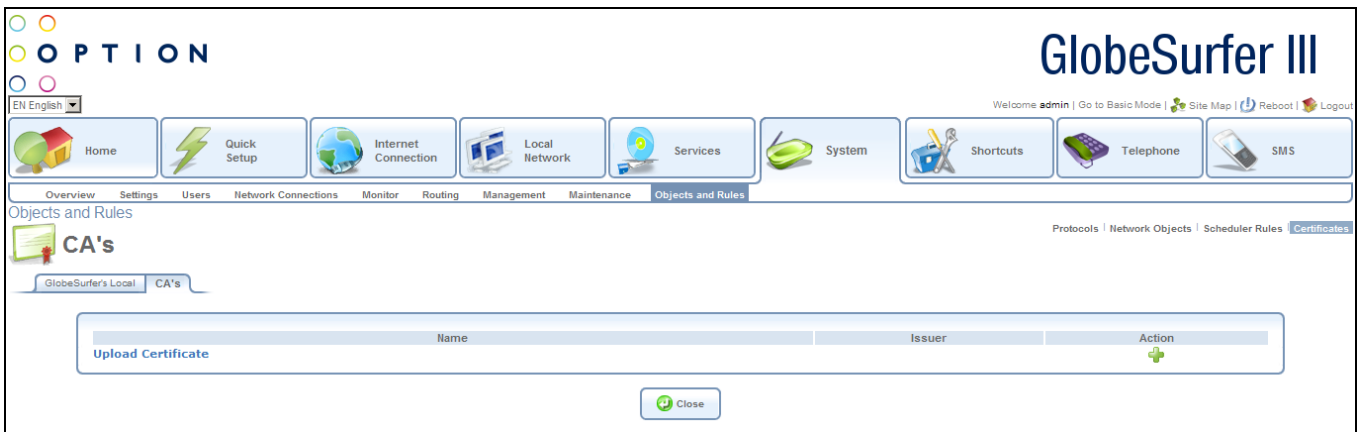 OPTION
GlobeSurfer III
EN English
Welcome admin | Go to Basic Mode | Site Map | Reboot | Logout
Home
Quick Setup
Internet Connection
Local Network
Services
System
Shortcuts
Telephone
SMS
Overview Settings Users Network Connections Monitor Routing Management Maintenance Objects and Rules
Objects and Rules
CA's
Protocols | Network Objects | Scheduler Rules | Certificates
GlobeSurfer's Local CA's
Name Issuer Action
Upload Certificate
Close